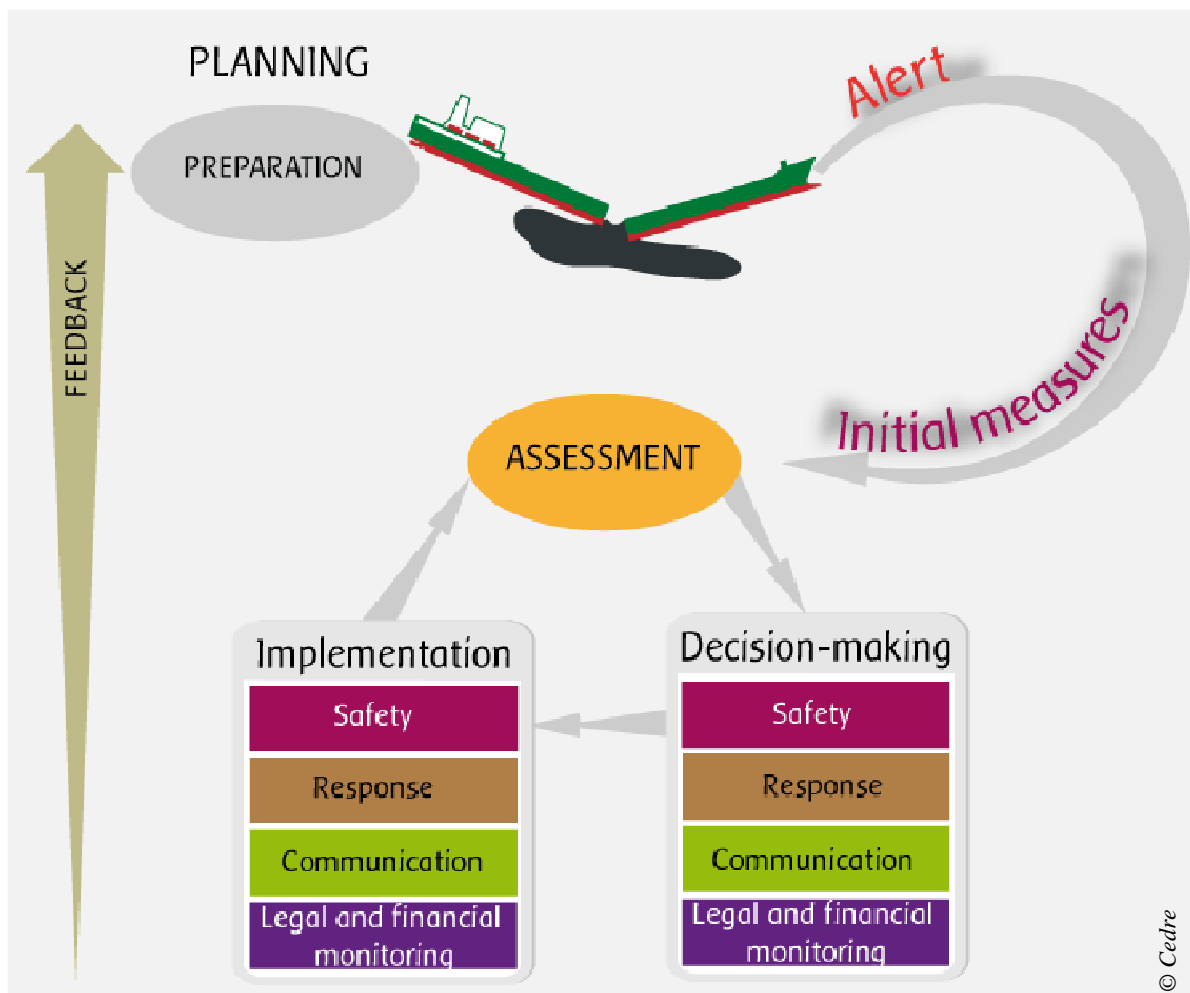 PLANNING
Alert
PREPARATION
FEEDBACK
Initial measures
ASSESSMENT
Implementation
Safety
Response
Communication
Legal and financial
monitoring
Decision-making
Safety
Response
Communication
Legal and financial
monitoring
© Cedre